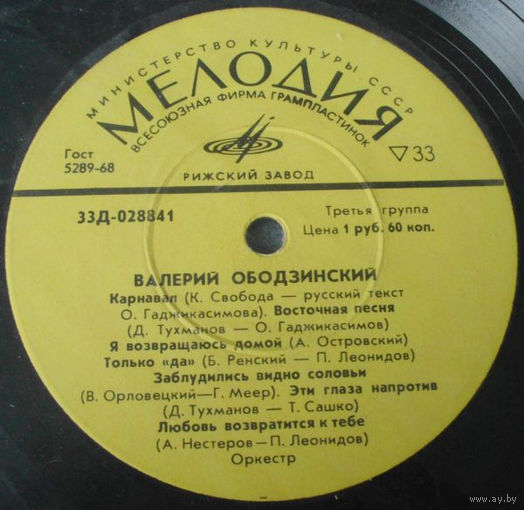 МИНИСТЕРСТВО КУЛЬТУРЫ СССР
МЕЛОДИЯ
ВСЕСОЮЗНАЯ ФИРМА ГРАМПЛАСТИНОК
Гост
5289-68
33
РИЖСКИЙ ЗАВОД
33Д-028841
Третья группа
Цена 1 руб. 60 коп.
ВАЛЕРИЙ ОБОДЗИНСКИЙ
Карнавал (К. Свобода — русский текст
О. Гаджикасимова). Восточная песня
(Д. Тухманов — О. Гаджикасимов)
Я возвращаюсь домой (А. Островский)
Только «да» (Б. Ренский — П. Леонидов)
Заблудились видно соловьи
(В. Орловецкий—Г. Меер). Эти глаза напротив
(Д. Тухманов — Т. Сашко)
Любовь возвратится к тебе
(А. Нестеров—П. Леонидов)
Оркестр
www.ay.by